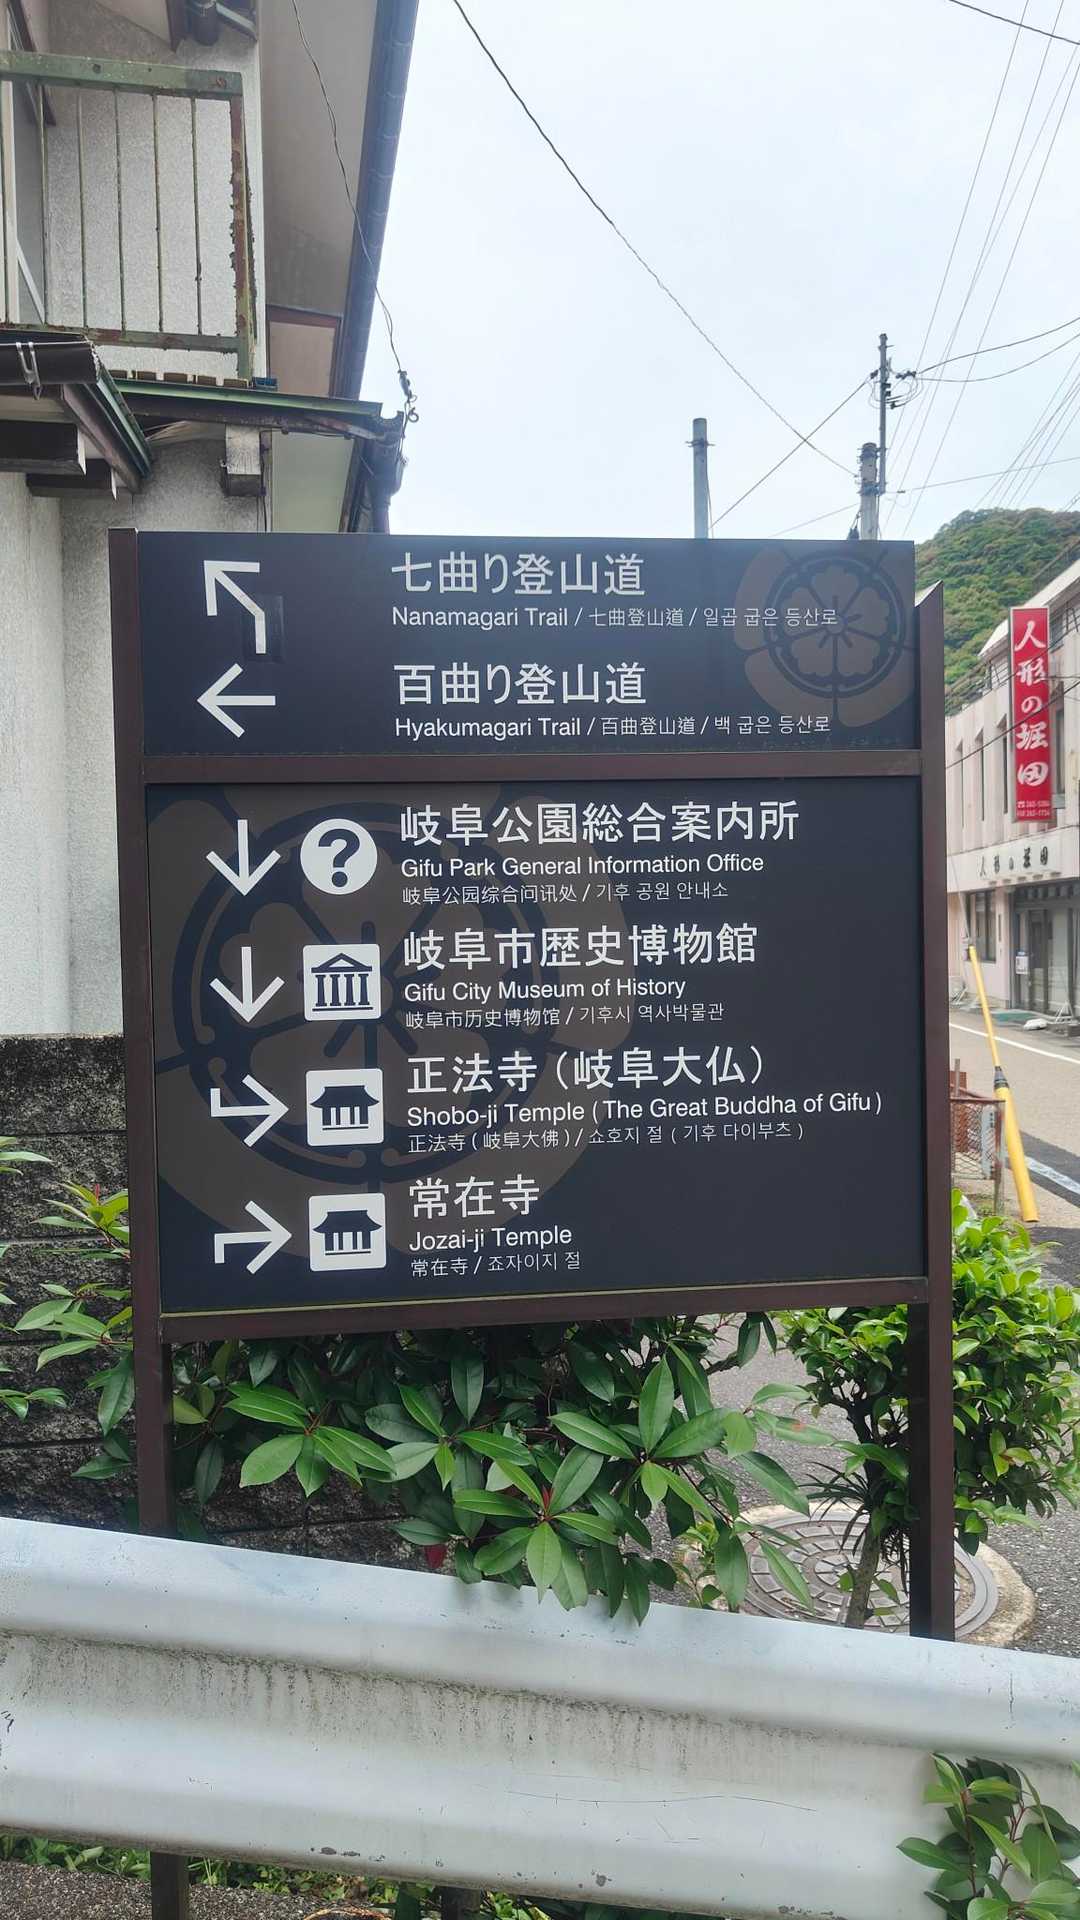 七曲り登山道
Nanamagari Trail / 七曲登山道 / 일곱 굽은 등산로
百曲り登山道
Hyakumagari Trail / 百曲登山道 / 백 굽은 등산로
?
岐阜公園総合案内所
Gifu Park General Information Office
岐阜公园综合问讯处 / 기후 공원 안내소
岐阜市歴史博物館
Gifu City Museum of History
岐阜市历史博物馆 / 기후시 역사박물관
正法寺（岐阜大仏）
Shobo-ji Temple ( The Great Buddha of Gifu )
正法寺 ( 岐阜大佛 ) / 쇼호지 절 ( 기후 다이부츠 )
常在寺
Jozai-ji Temple
常在寺 / 죠자이지 절
人形の堀田